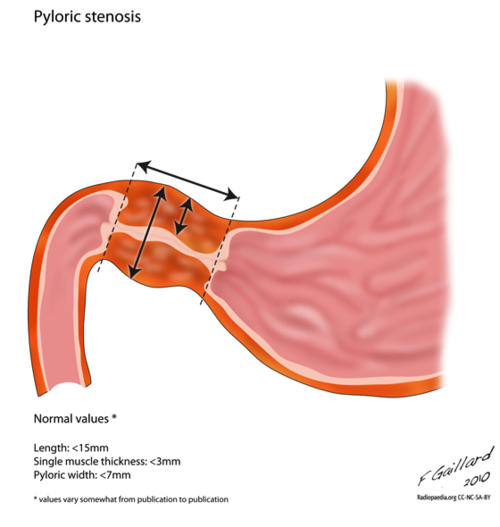 Pyloric stenosis
Normal values *
Length: <15mm
Single muscle thickness: <3mm
Pyloric width: <7mm
* values vary somewhat from publication to publication
F Gaillard
2010
Radiopaedia.org CC-NC-SA-BY